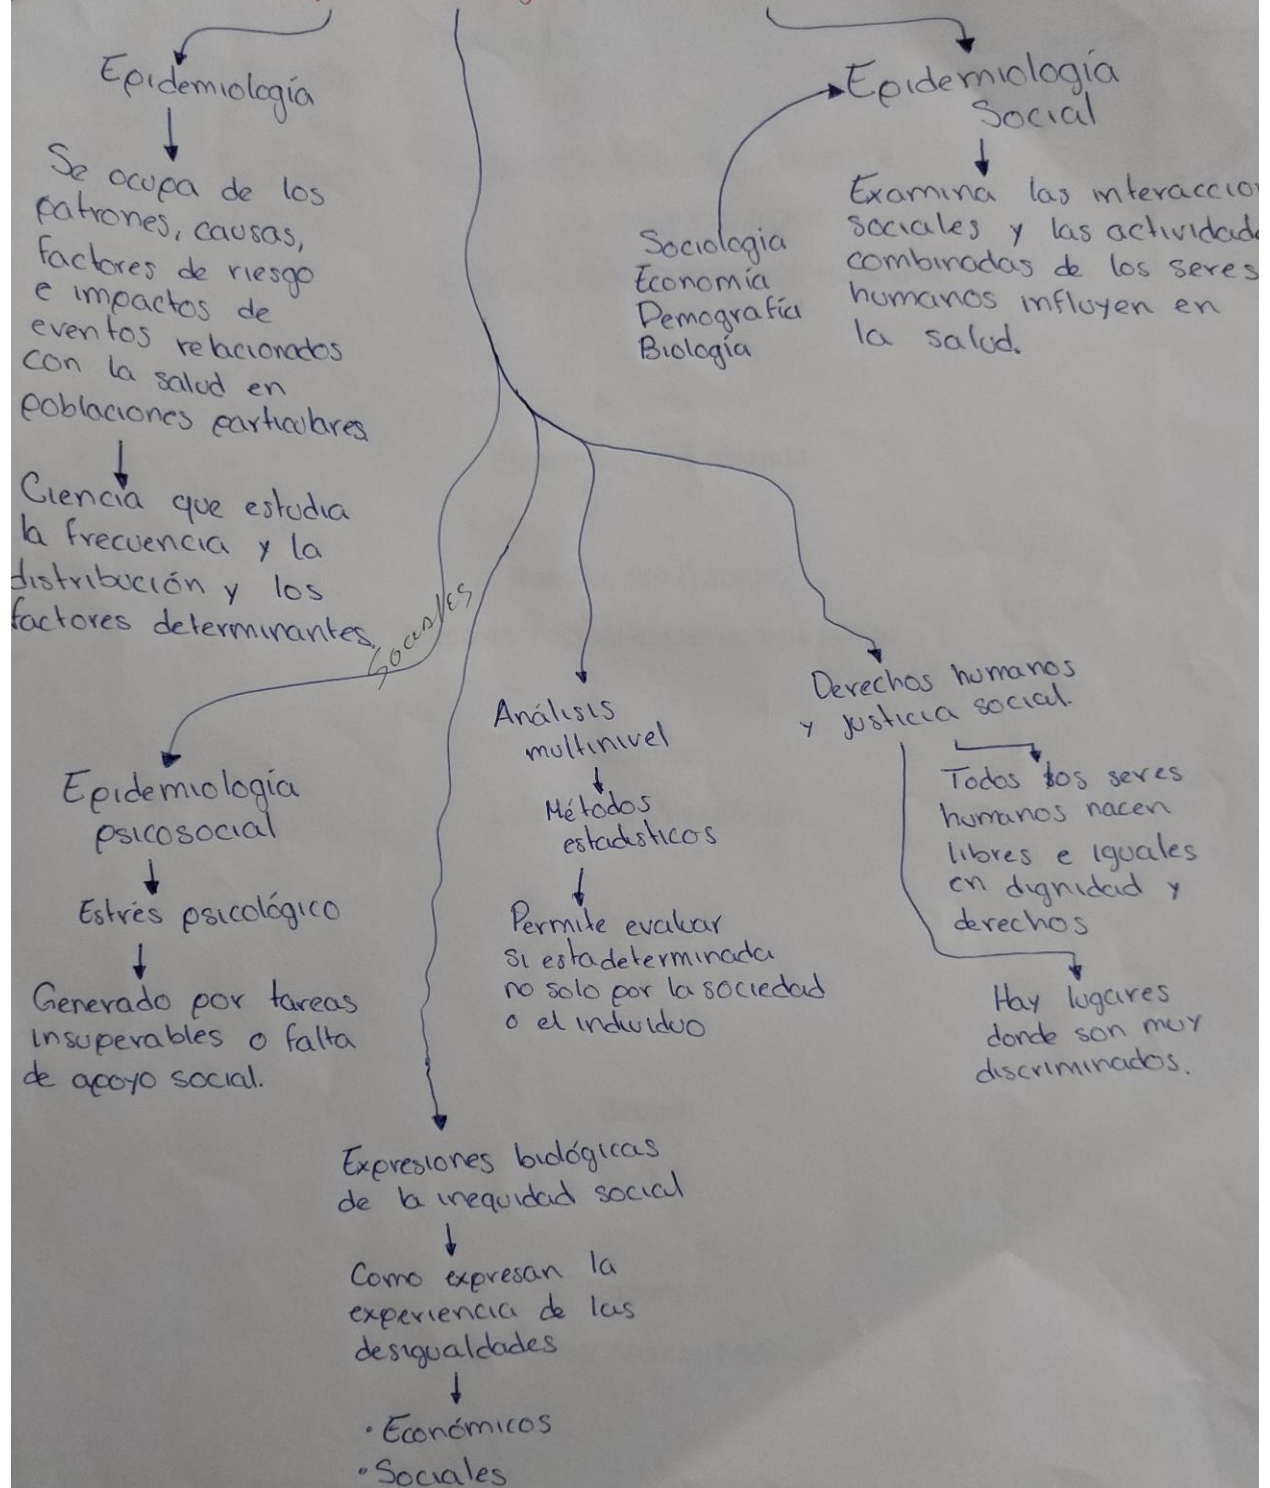 Epidemiología
Se ocupa de los
patrones, causas,
factores de riesgo
e impactos de
eventos relacionados
con la salud en
poblaciones particulares
Ciencia que estudia
la frecuencia y la
distribución y los
factores determinantes
Sociales
Epidemiología
Social
Examina las interaccio
sociales y las actividad
combinadas de los seres
humanos influyen en
la salud.
Sociologia
Economía
Demografía
Biología
Epidemiología
psicosocial
Estrés psicológico
Generado por tareas
insuperables o falta
de apoyo social.
Expresiones biológicas
de la inequidad social
Como expresan la
experiencia de las
desigualdades
• Económicos
• Sociales
Análisis
multinivel
Métodos
estadísticos
Permite evaluar
si esta determinada
no solo por la sociedad
o el individuo
Derechos humanos
y justicia social.
Todos los seres
humanos nacen
libres e iguales
en dignidad y
derechos
Hay lugares
donde son muy
discriminados.